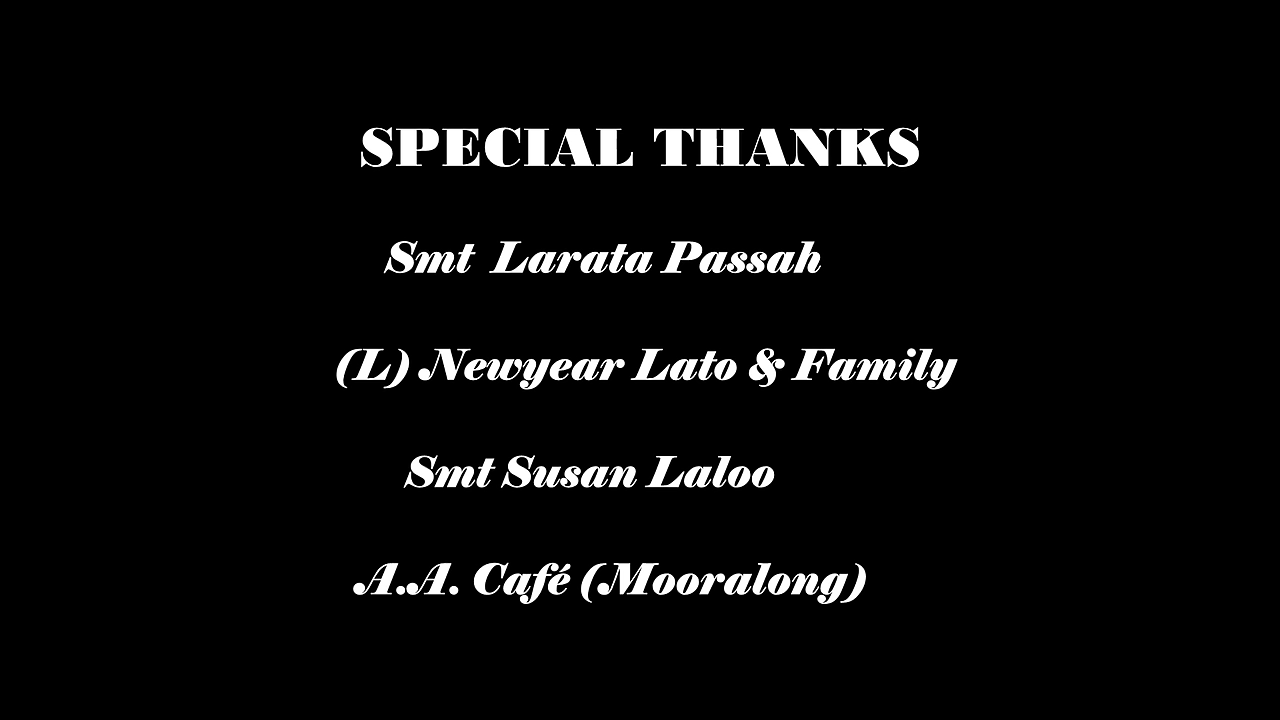 SPECIAL THANKS
Smt Larata Passah
(L) Newyear Lato & Family
Smt Susan Laloo
A.A. Café (Mooralong)